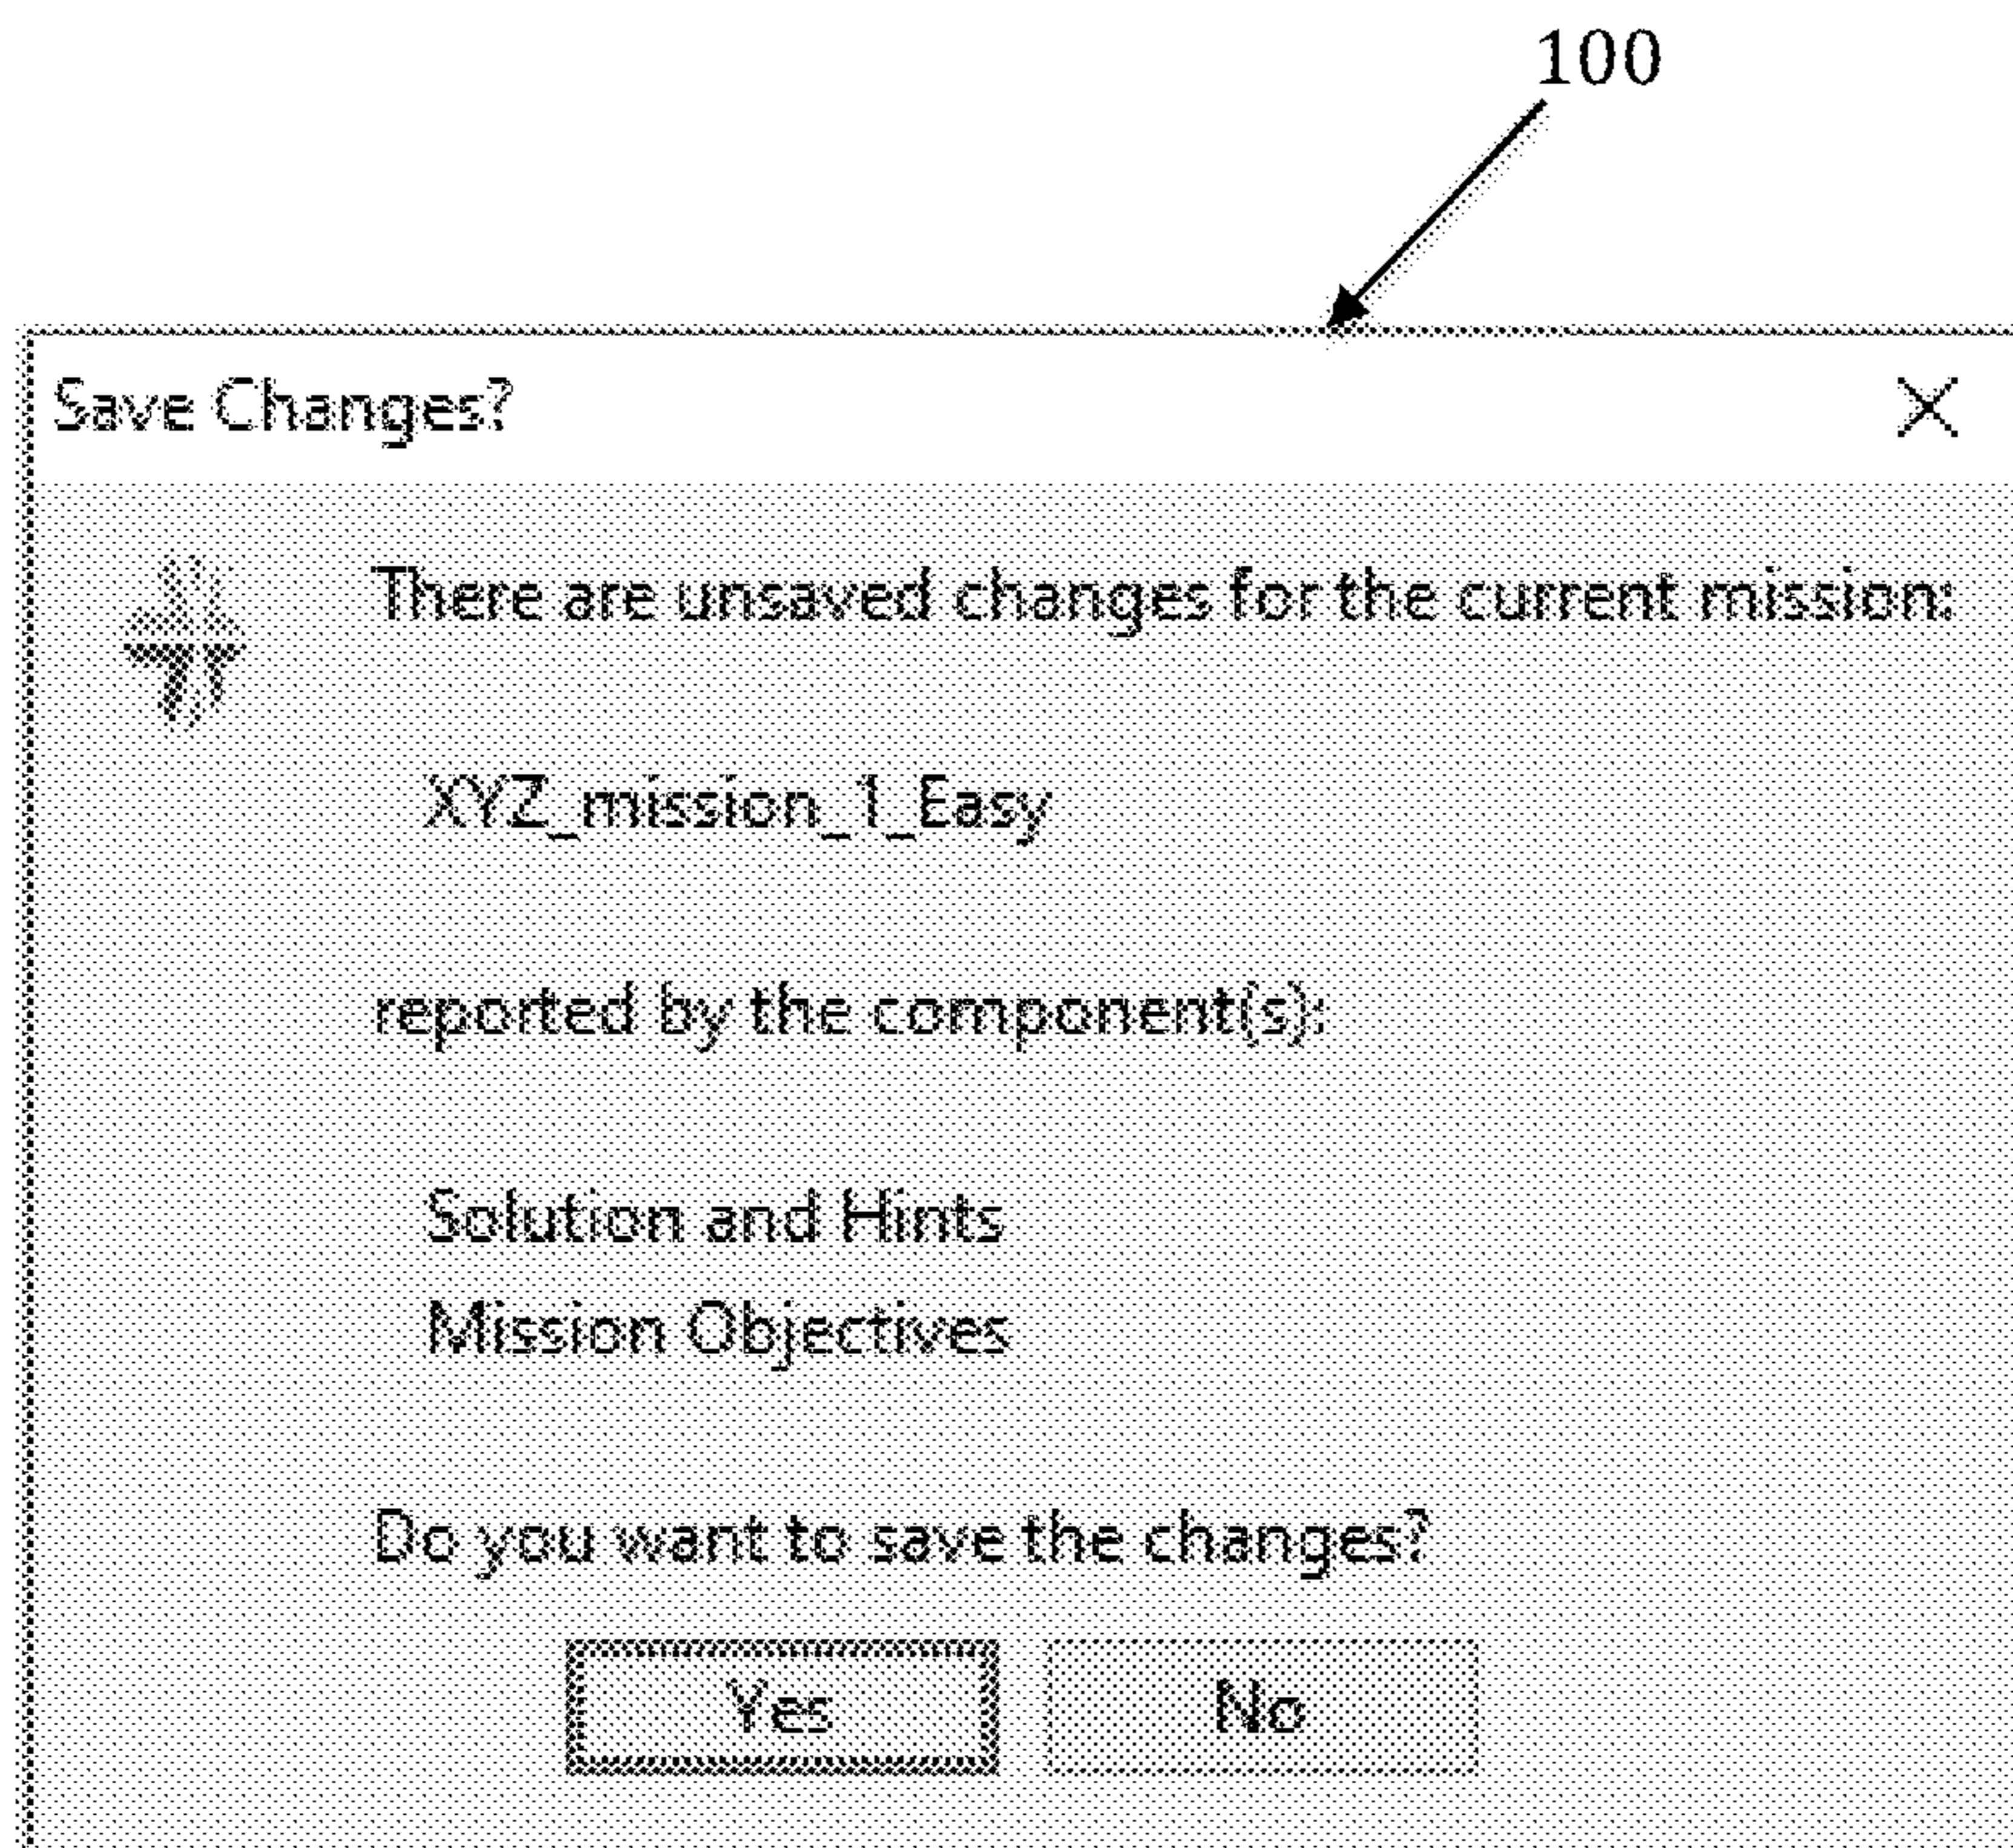 100
Save Changes?
There are unsaved changes for the current mission:
XYZ_mission_1_Easy
reported by the component(s):
Solution and Hints
Mission Objectives
Do you want to save the changes?
Yes No